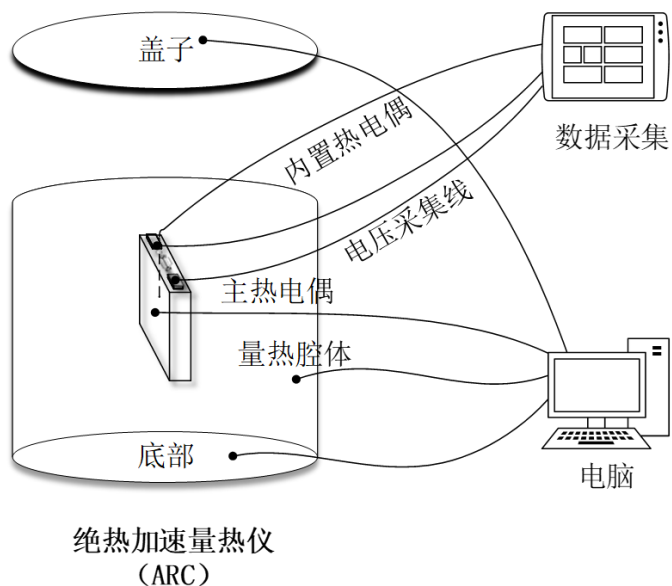 盖子
数据采集
内置热电偶
电压采集线
主热电偶
量热腔体
底部
电脑
绝热加速量热仪
（ARC）